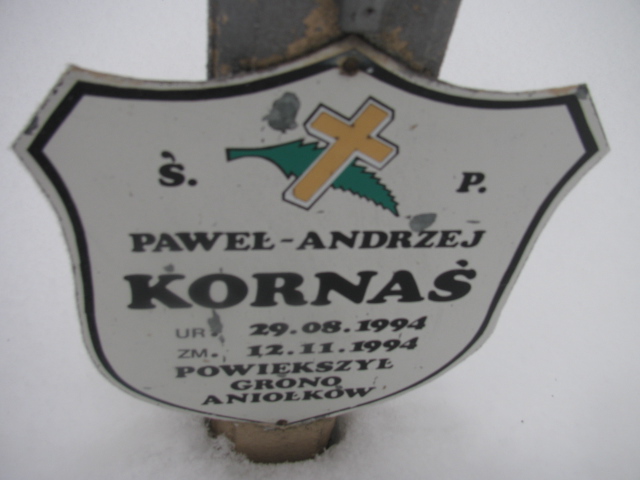 Ś. P.
PAWEŁ-ANDRZEJ
KORNAŚ
UR. 29.08.1994
ZM. 12.11.1994
POWIĘKSZYŁ
GRONO
ANIOŁKÓW